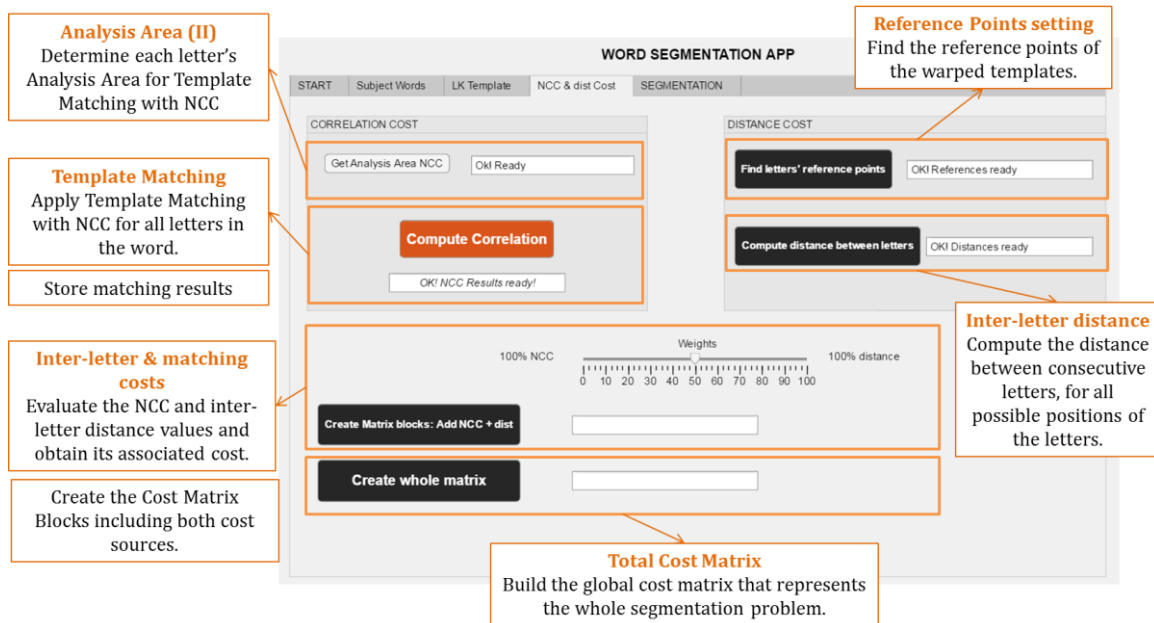 Analysis Area (II)
Determine each letter's
Analysis Area for Template
Matching with NCC
Template Matching
Apply Template Matching
with NCC for all letters in
the word.
Store matching results
Inter-letter & matching
costs
Evaluate the NCC and inter-
letter distance values and
obtain its associated cost.
Create the Cost Matrix
Blocks including both cost
sources.
WORD SEGMENTATION APP
START Subject Words LK Template NCC & dist Cost SEGMENTATION
CORRELATION COST
Get Analysis Area NCC Ok! Ready
Compute Correlation
OK! NCC Results ready!
DISTANCE COST
Find letters' reference points OK! References ready
Compute distance between letters OK! Distances ready
Weights
100% NCC 100% distance
0 10 20 30 40 50 60 70 80 90 100
Create Matrix blocks: Add NCC + dist
Create whole matrix
Reference Points setting
Find the reference points of
the warped templates.
Inter-letter distance
Compute the distance
between consecutive
letters, for all
possible positions of
the letters.
Total Cost Matrix
Build the global cost matrix that represents
the whole segmentation problem.